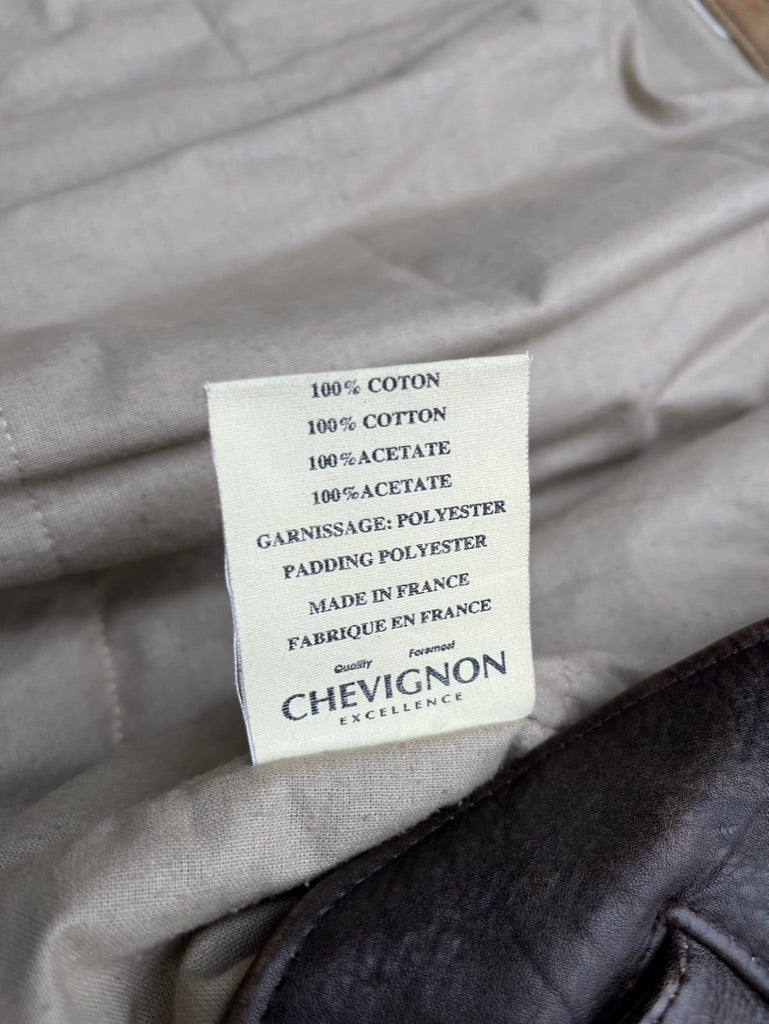 100% COTON
100% COTTON
100%ACETATE
100%ACETATE
GARNISSAGE: POLYESTER
PADDING POLYESTER
MADE IN FRANCE
FABRIQUE EN FRANCE
Quality Foremost
CHEVIGNON
EXCELLENCE